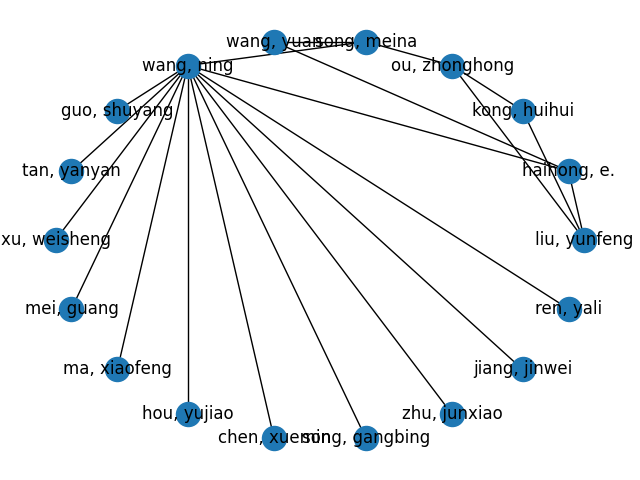 wang, yuan
song, meina
wang, ning
ou, zhonghong
guo, shuyang
kong, huihui
tan, yanyan
haihong, e.
xu, weisheng
liu, yunfeng
mei, guang
ren, yali
ma, xiaofeng
jiang, jinwei
hou, yujiao
zhu, junxiao
chen, xuemin
song, gangbing